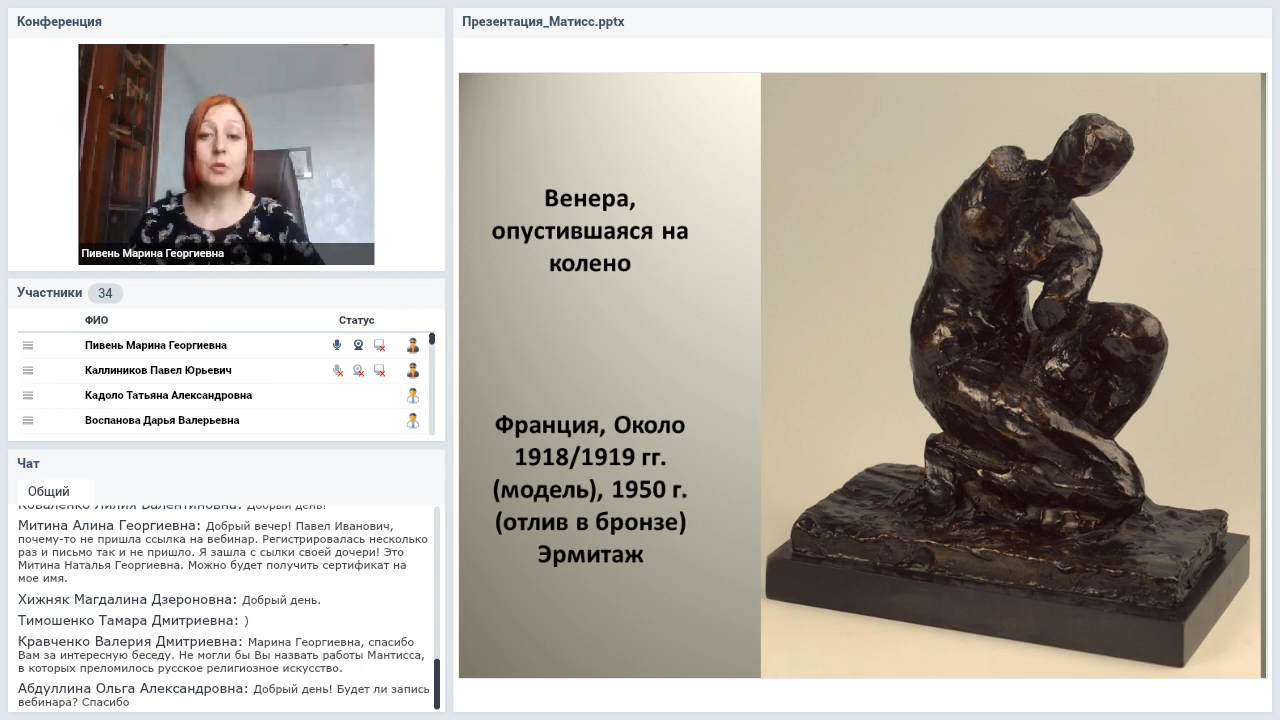 Конференция
Пивень Марина Георгиевна
Участники 34
ФИО Статус
Пивень Марина Георгиевна
Каллиников Павел Юрьевич
Кадоло Татьяна Александровна
Воспанова Дарья Валерьевна
Чат
Общий
Коваленко Лилия Валентиновна: Добрый день!
Митина Алина Георгиевна: Добрый вечер! Павел Иванович,
почему-то не пришла ссылка на вебинар. Регистрировалась несколько
раз и письмо так и не пришло. Я зашла с сылки своей дочери! Это
Митина Наталья Георгиевна. Можно будет получить сертификат на
мое имя.
Хижняк Магдалина Дзероновна: Добрый день.
Тимошенко Тамара Дмитриевна: )
Кравченко Валерия Дмитриевна: Марина Георгиевна, спасибо
Вам за интересную беседу. Не могли бы Вы назвать работы Мантисса,
в которых преломилось русское религиозное искусство.
Абдуллина Ольга Александровна: Добрый день! Будет ли запись
вебинара? Спасибо
Презентация_Матисс.pptx
Венера,
опустившаяся на
колено
Франция, Около
1918/1919 гг.
(модель), 1950 г.
(отлив в бронзе)
Эрмитаж